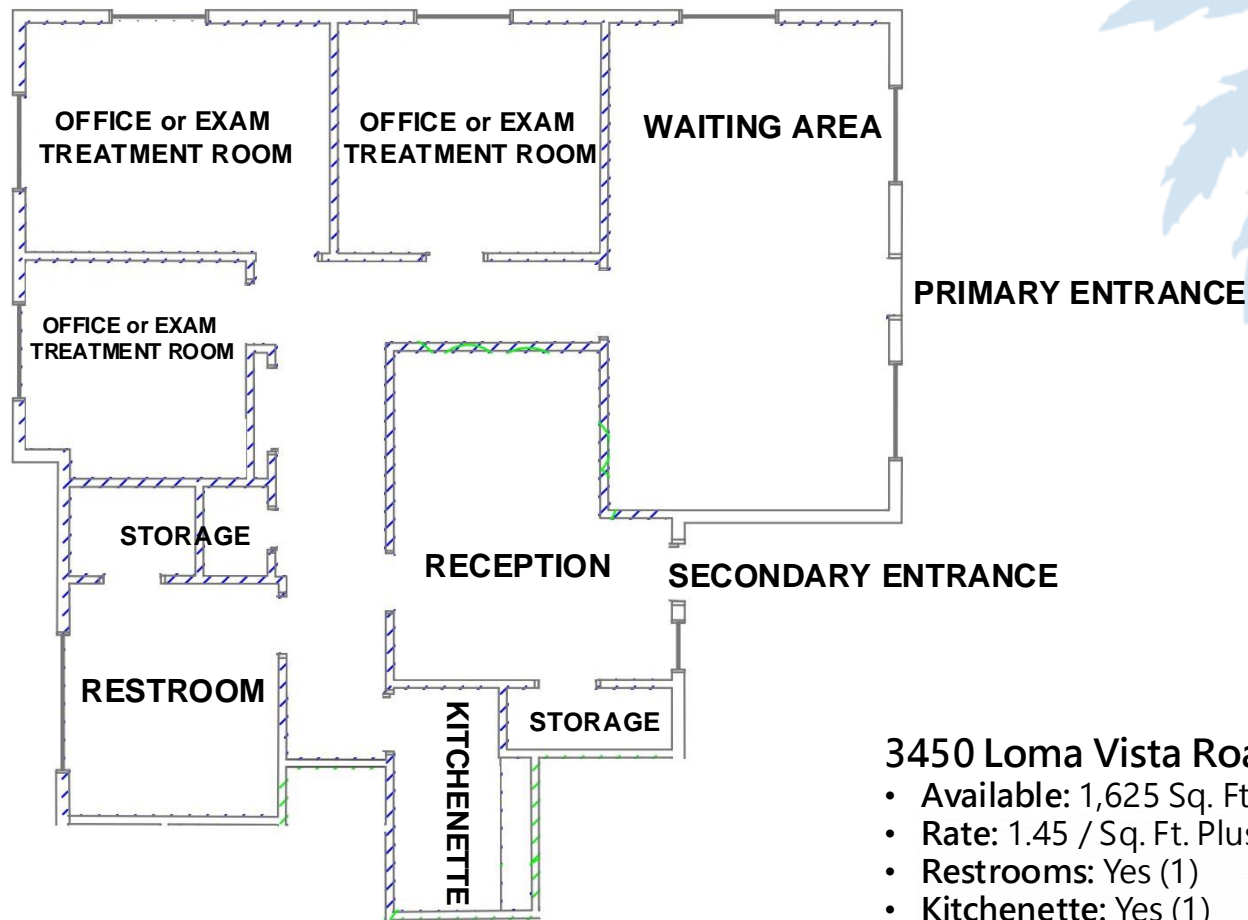 OFFICE or EXAM
TREATMENT ROOM
OFFICE or EXAM
TREATMENT ROOM
WAITING AREA
PRIMARY ENTRANCE
OFFICE or EXAM
TREATMENT ROOM
STORAGE
RECEPTION
SECONDARY ENTRANCE
RESTROOM
KITCHENETTE
STORAGE
3450 Loma Vista Roa
• Available: 1,625 Sq. Ft
• Rate: 1.45 / Sq. Ft. Plus
• Restrooms: Yes (1)
• Kitchenette: Yes (1)